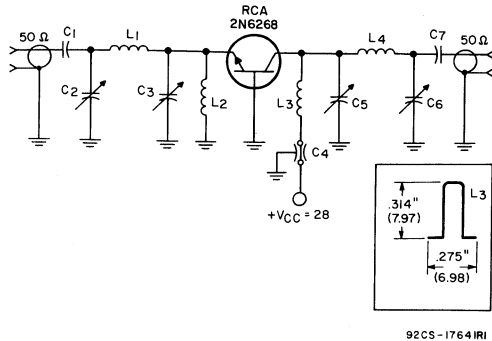 RCA
2N6268
50 Ω
C1
L1
L4
C7
50 Ω
C2
C3
L2
L3
C5
C6
C4
+VCC = 28
.314"
(7.97)
L3
.275"
(6.98)
92CS-17641R1